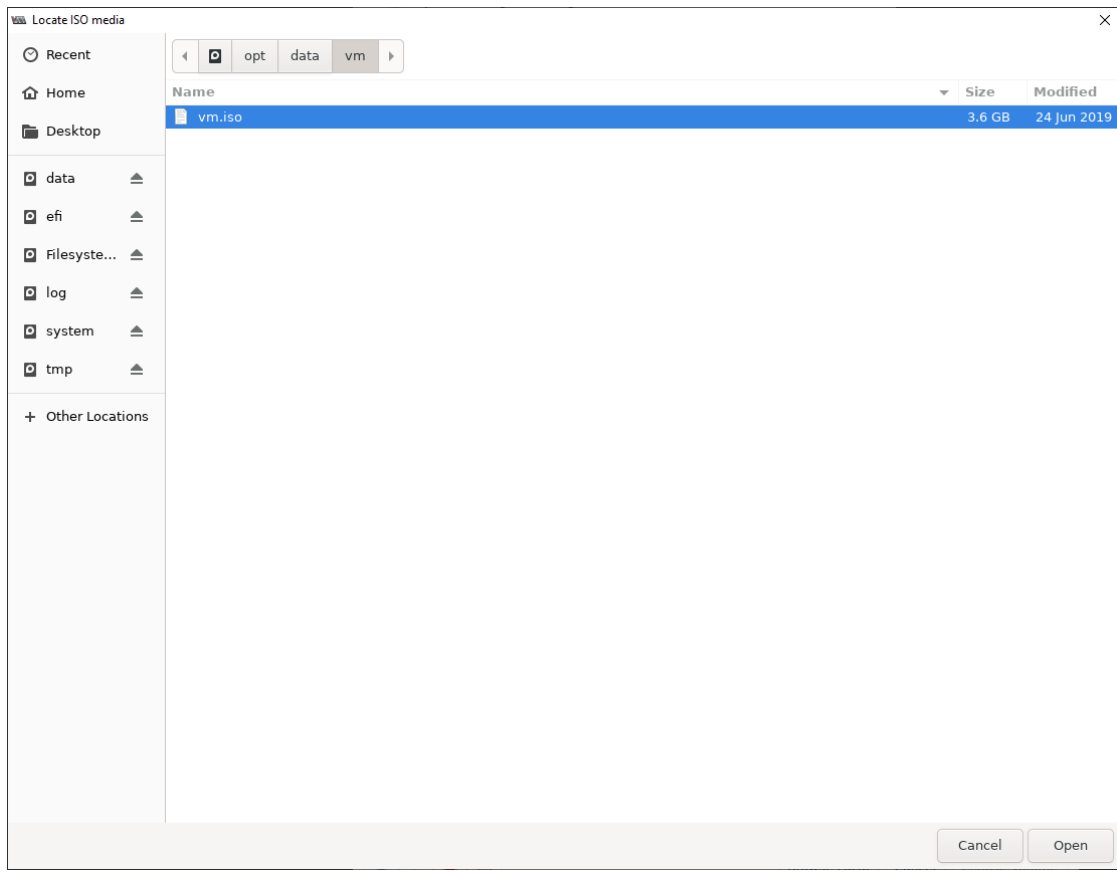 Locate ISO media
Recent
Home
Desktop
data
efi
Filesyste...
log
system
tmp
+ Other Locations
opt data vm
Name Size Modified
vm.iso 3.6 GB 24 Jun 2019
Cancel Open